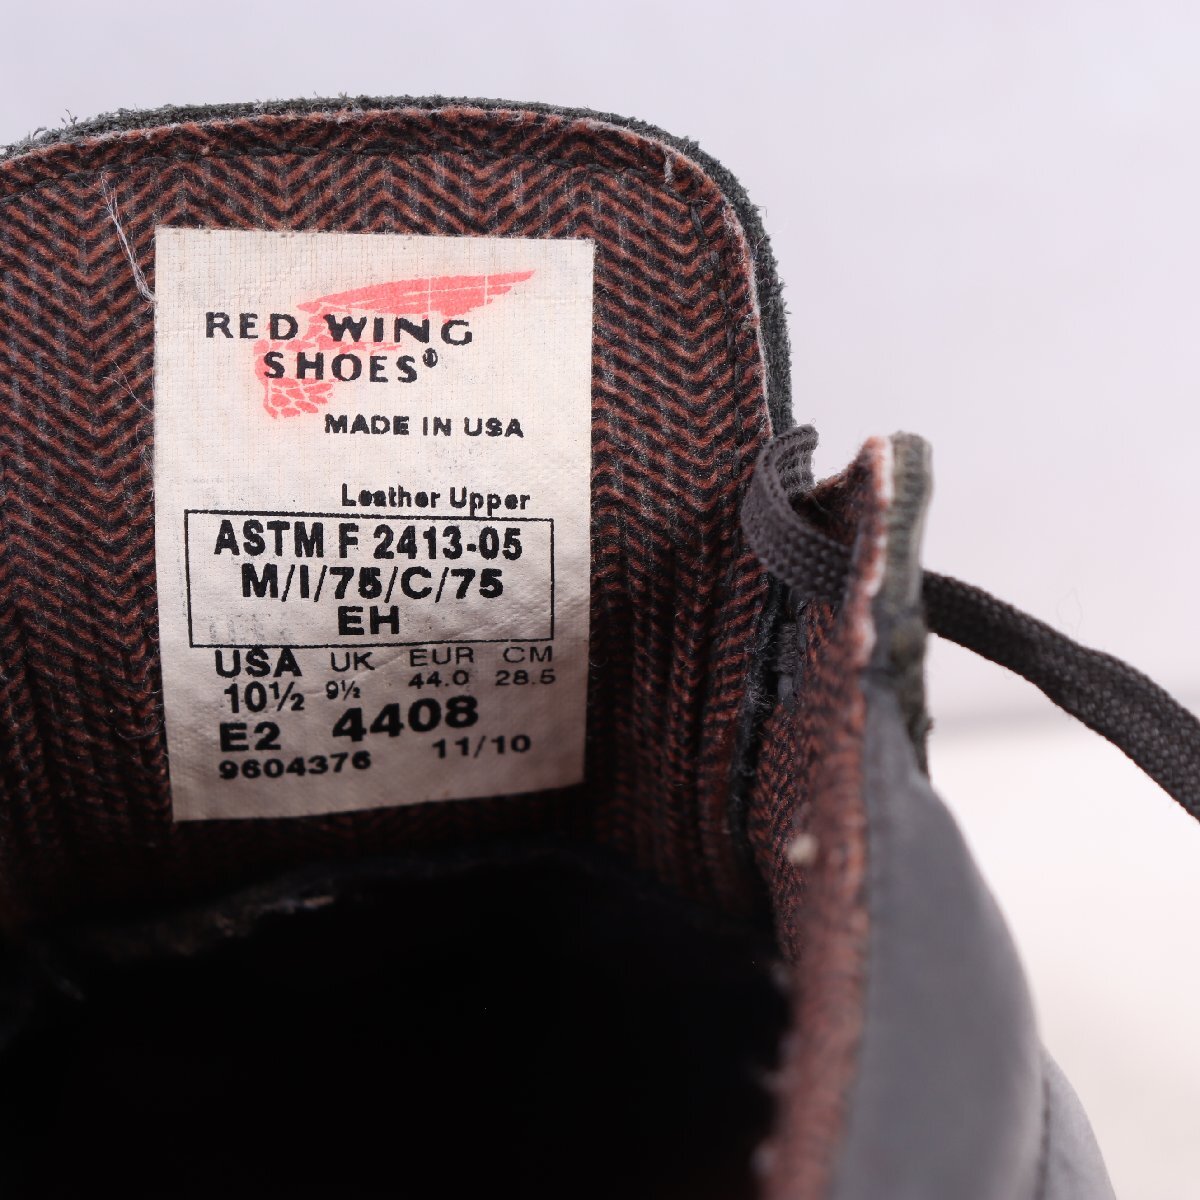 RED WING
SHOES®
MADE IN USA
Leather Upper
ASTM F 2413-05
M/I/75/C/75
EH
USA UK EUR CM
10½ 9½ 44.0 28.5
E2 4408
9604376 11/10